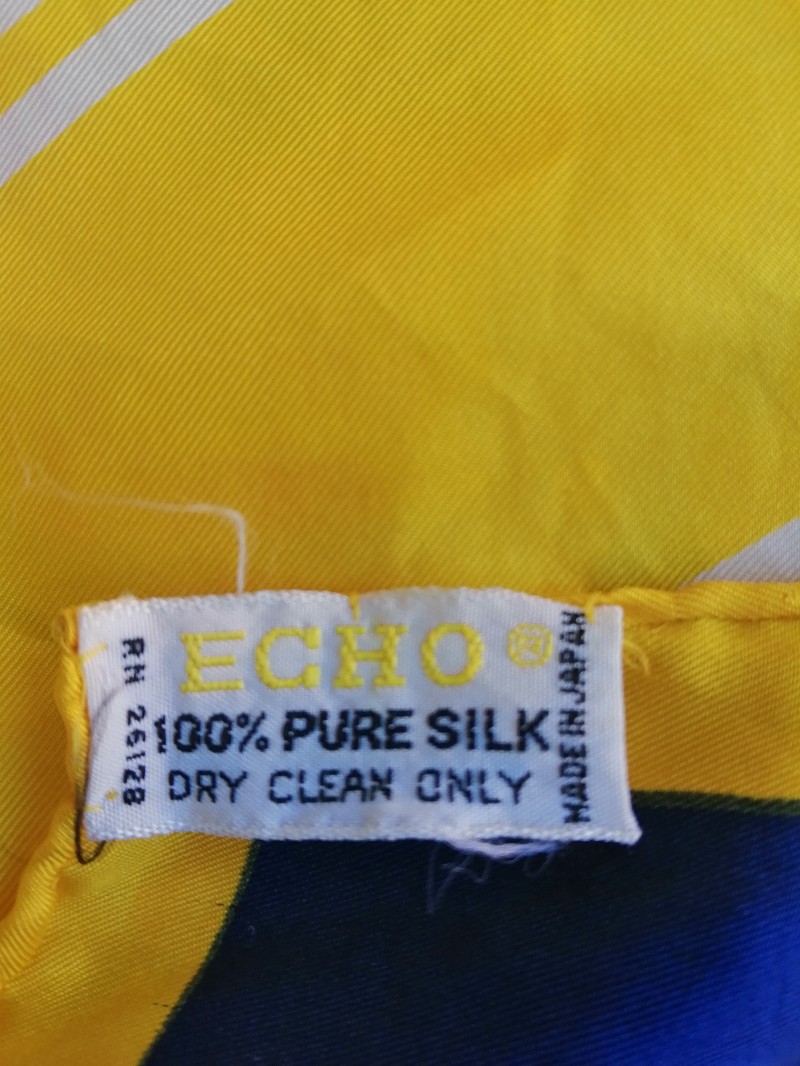 ECHO ®
100% PURE SILK
DRY CLEAN ONLY
RN 26128
MADE IN JAPAN